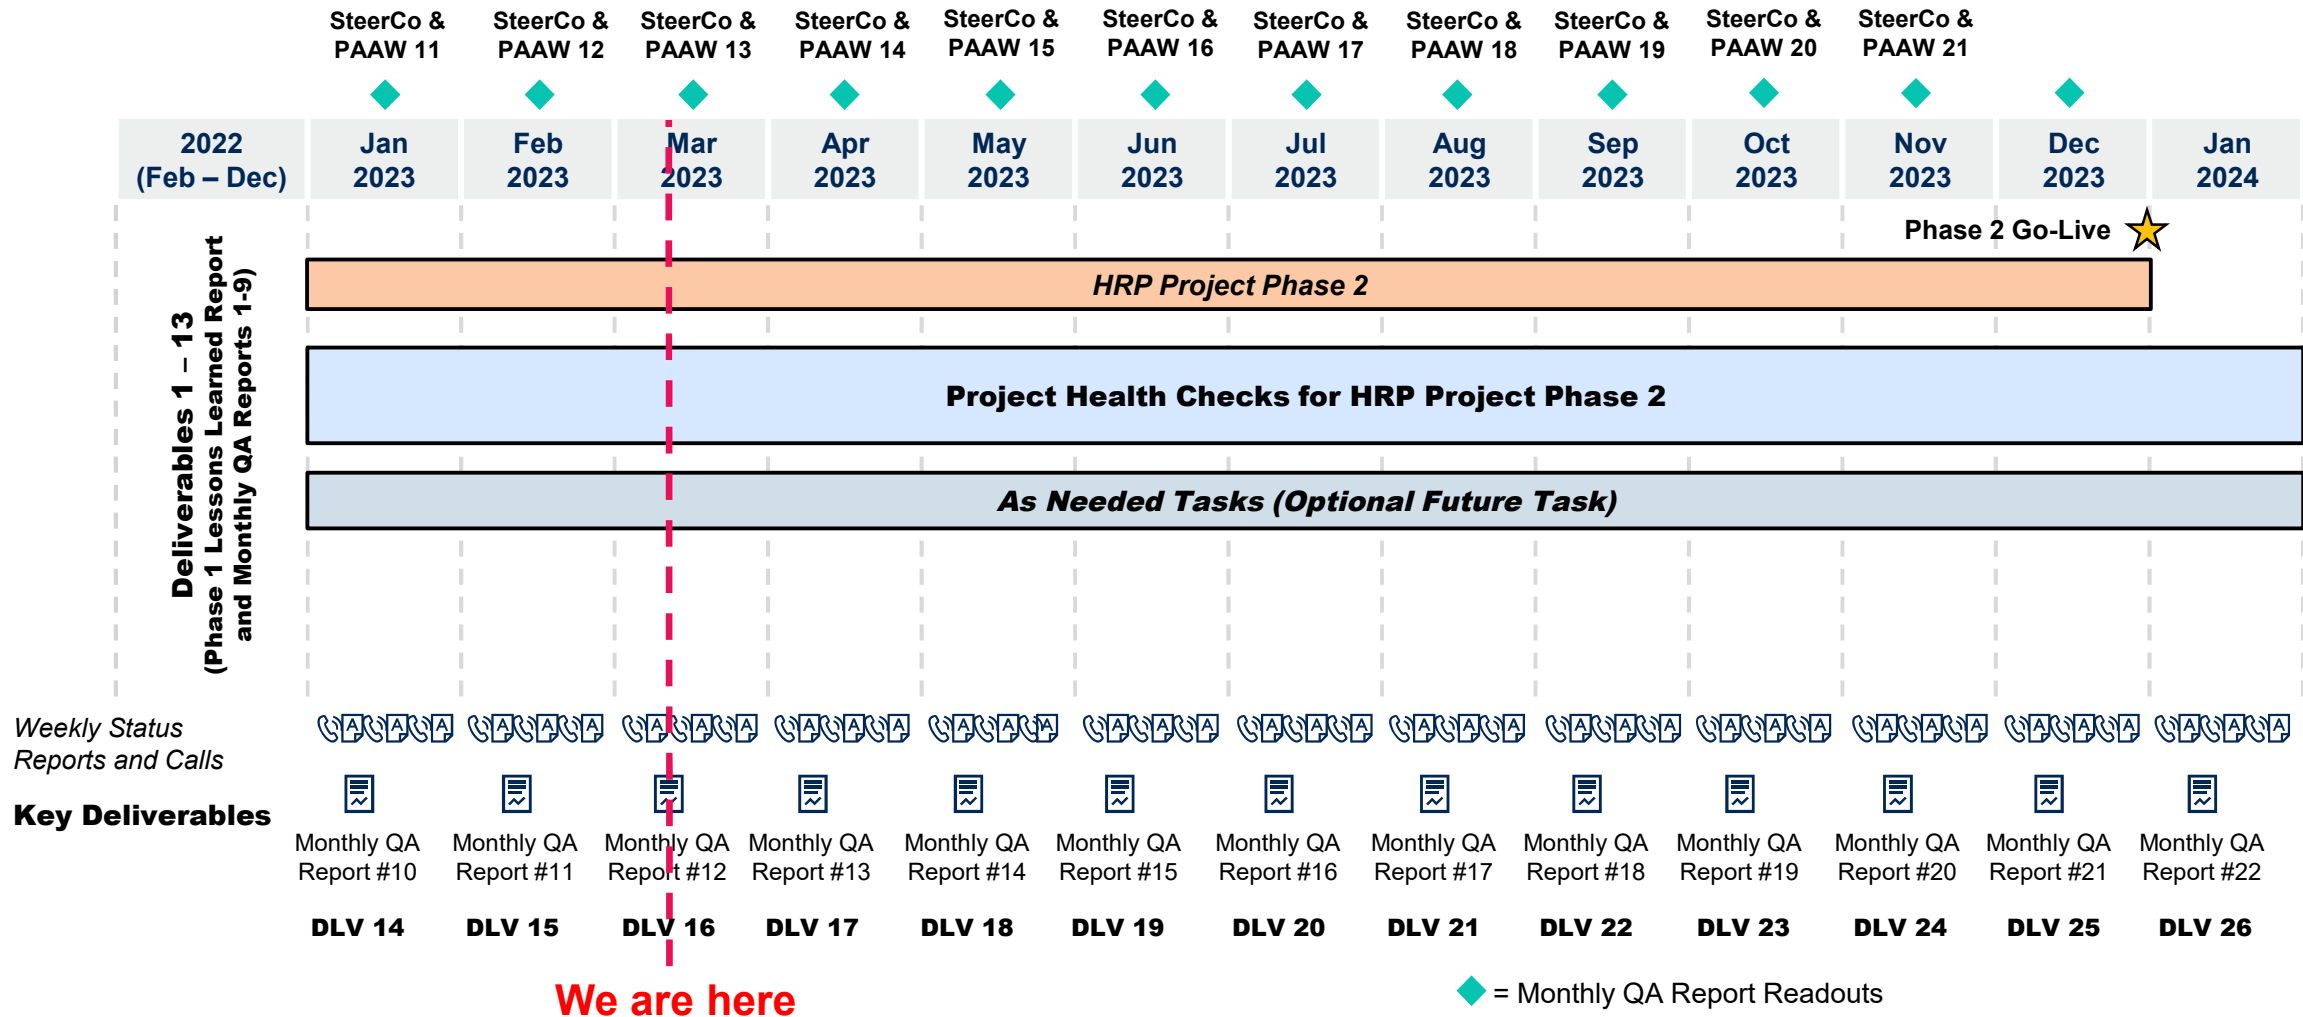 SteerCo &
PAAW 11
SteerCo &
PAAW 12
SteerCo &
PAAW 13
SteerCo &
PAAW 14
SteerCo &
PAAW 15
SteerCo &
PAAW 16
SteerCo &
PAAW 17
SteerCo &
PAAW 18
SteerCo &
PAAW 19
SteerCo &
PAAW 20
SteerCo &
PAAW 21
2022
(Feb – Dec)
Jan
2023
Feb
2023
Mar
2023
Apr
2023
May
2023
Jun
2023
Jul
2023
Aug
2023
Sep
2023
Oct
2023
Nov
2023
Dec
2023
Jan
2024
Phase 2 Go-Live
Deliverables 1 – 13
(Phase 1 Lessons Learned Report
and Monthly QA Reports 1-9)
HRP Project Phase 2
Project Health Checks for HRP Project Phase 2
As Needed Tasks (Optional Future Task)
Weekly Status
Reports and Calls
Key Deliverables
Monthly QA
Report #10
Monthly QA
Report #11
Monthly QA
Report #12
Monthly QA
Report #13
Monthly QA
Report #14
Monthly QA
Report #15
Monthly QA
Report #16
Monthly QA
Report #17
Monthly QA
Report #18
Monthly QA
Report #19
Monthly QA
Report #20
Monthly QA
Report #21
Monthly QA
Report #22
DLV 14
DLV 15
DLV 16
DLV 17
DLV 18
DLV 19
DLV 20
DLV 21
DLV 22
DLV 23
DLV 24
DLV 25
DLV 26
We are here
= Monthly QA Report Readouts